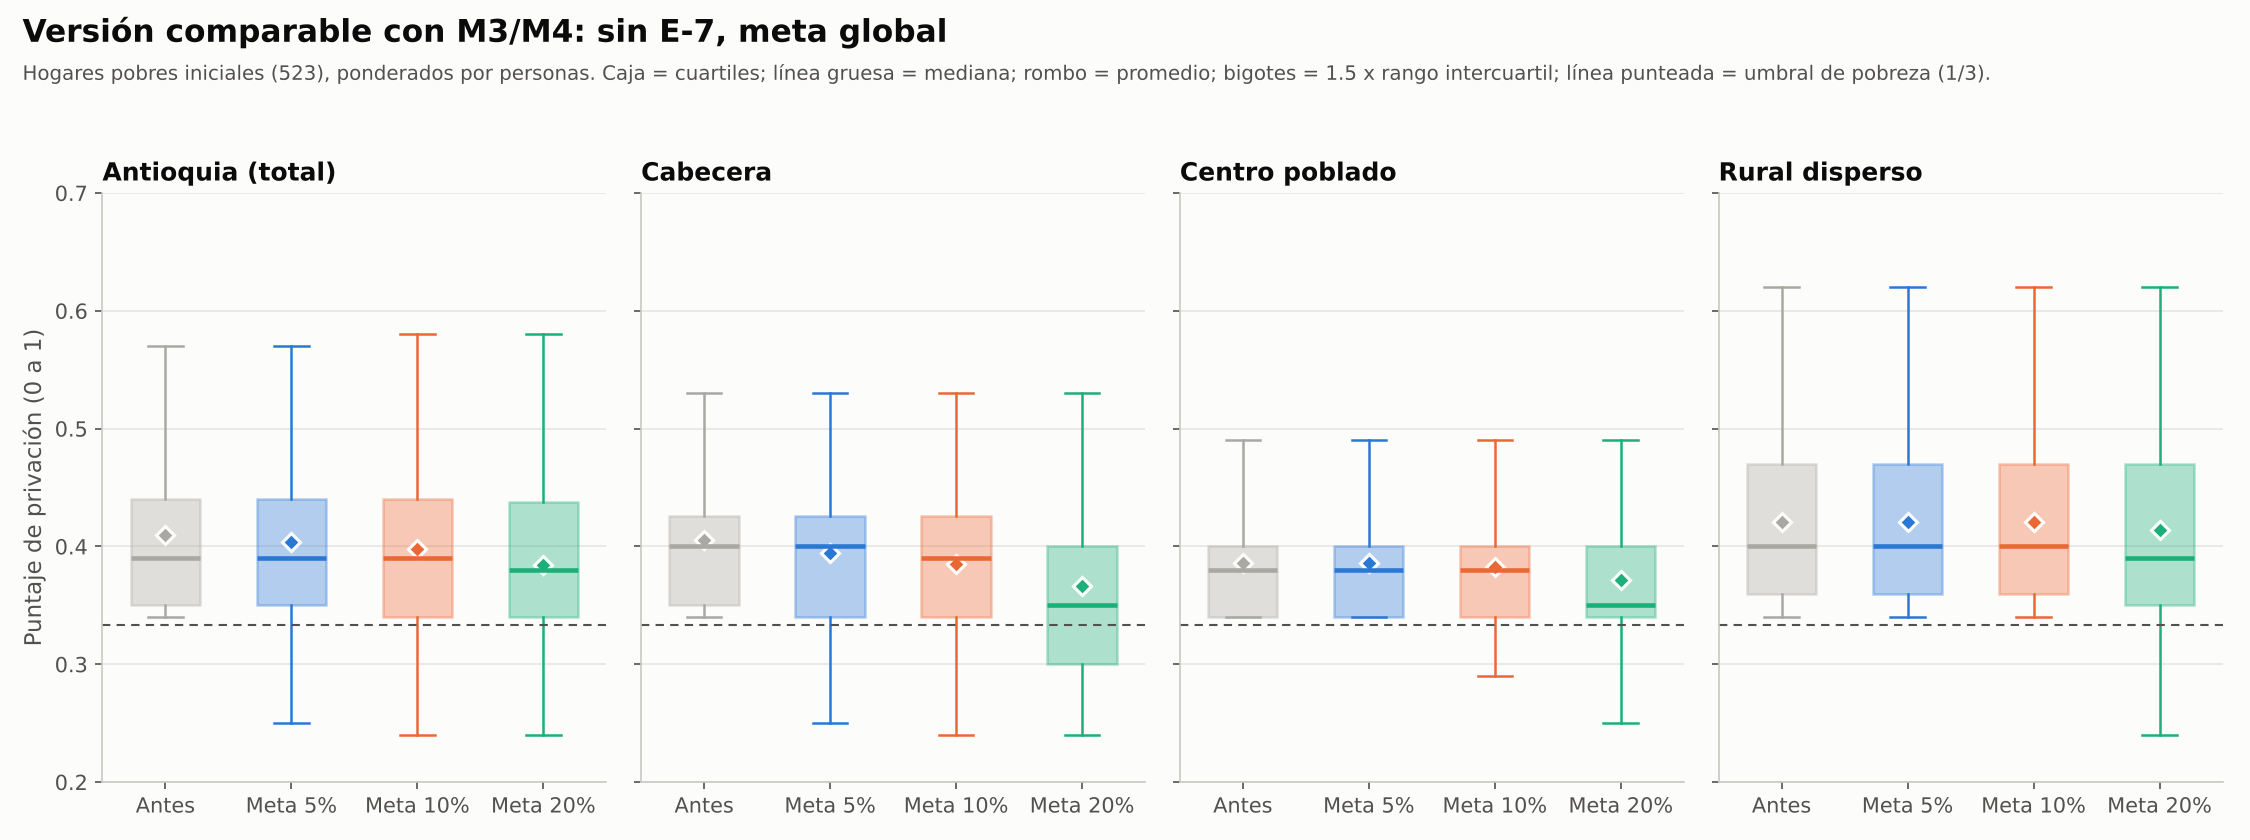 Versión comparable con M3/M4: sin E-7, meta global
Hogares pobres iniciales (523), ponderados por personas. Caja = cuartiles; línea gruesa = mediana; rombo = promedio; bigotes = 1.5 x rango intercuartil; línea punteada = umbral de pobreza (1/3).
Antioquia (total)
Cabecera
Centro poblado
Rural disperso
Puntaje de privación (0 a 1)
0.7
0.6
0.5
0.4
0.3
0.2
Antes Meta 5% Meta 10% Meta 20%
Antes Meta 5% Meta 10% Meta 20%
Antes Meta 5% Meta 10% Meta 20%
Antes Meta 5% Meta 10% Meta 20%